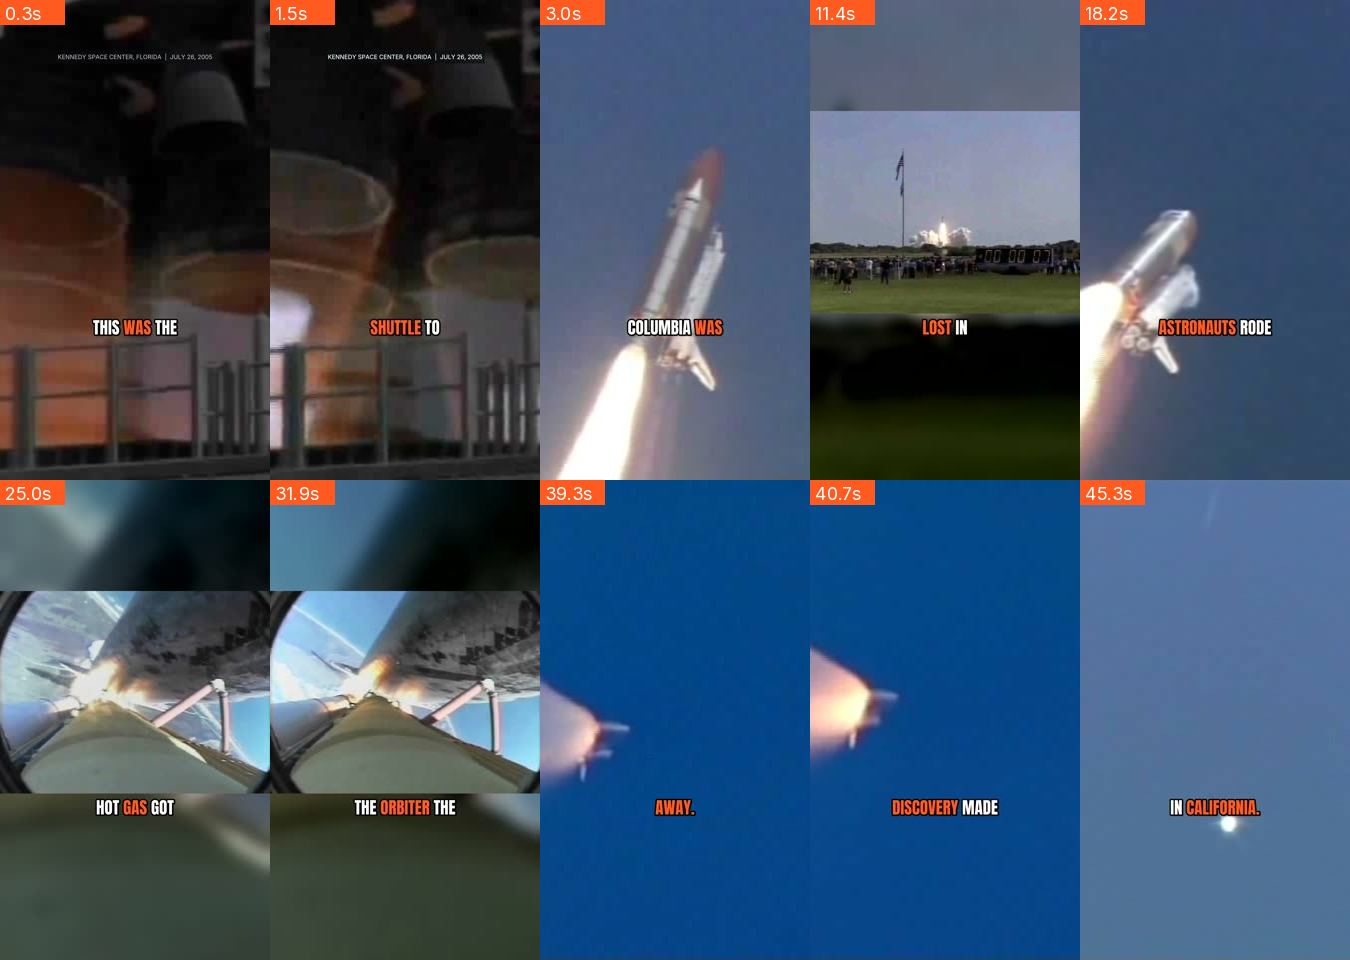 0.3s
KENNEDY SPACE CENTER, FLORIDA | JULY 26, 2005
THIS WAS THE
1.5s
KENNEDY SPACE CENTER, FLORIDA | JULY 26, 2005
SHUTTLE TO
3.0s
COLUMBIA WAS
11.4s
LOST IN
18.2s
ASTRONAUTS RODE
25.0s
HOT GAS GOT
31.9s
THE ORBITER THE
39.3s
AWAY.
40.7s
DISCOVERY MADE
45.3s
IN CALIFORNIA.